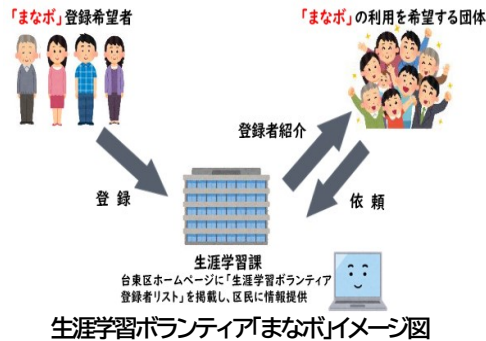 「まなボ」登録希望者
「まなボ」の利用を希望する団体
登録者紹介
登録
依頼
生涯学習課
台東区ホームページに「生涯学習ボランティア
登録者リスト」を掲載し、区民に情報提供
生涯学習ボランティア「まなボ」イメージ図